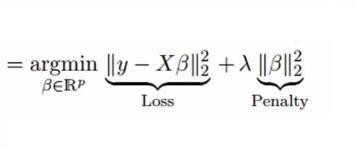 = argmin ‖y − Xβ‖₂² + λ ‖β‖₂²
β∈ℝᵖ
Loss Penalty